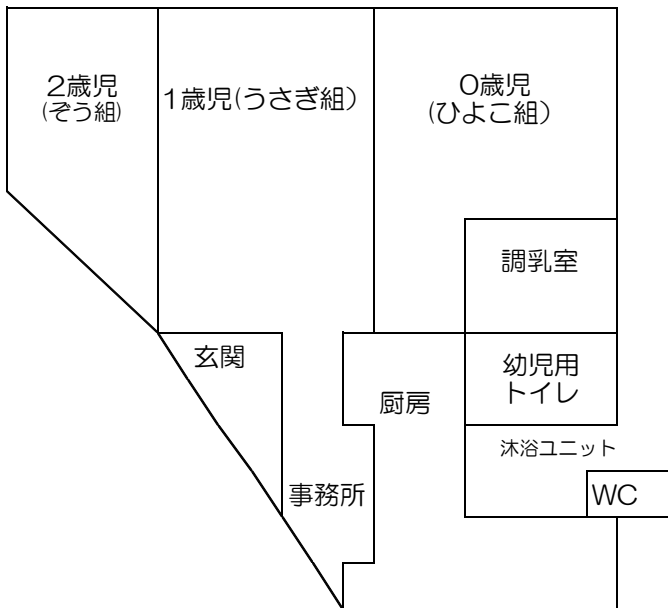 2歳児
(ぞう組)
1歳児(うさぎ組)
0歳児
(ひよこ組)
調乳室
玄関
幼児用
トイレ
厨房
沐浴ユニット
事務所
WC